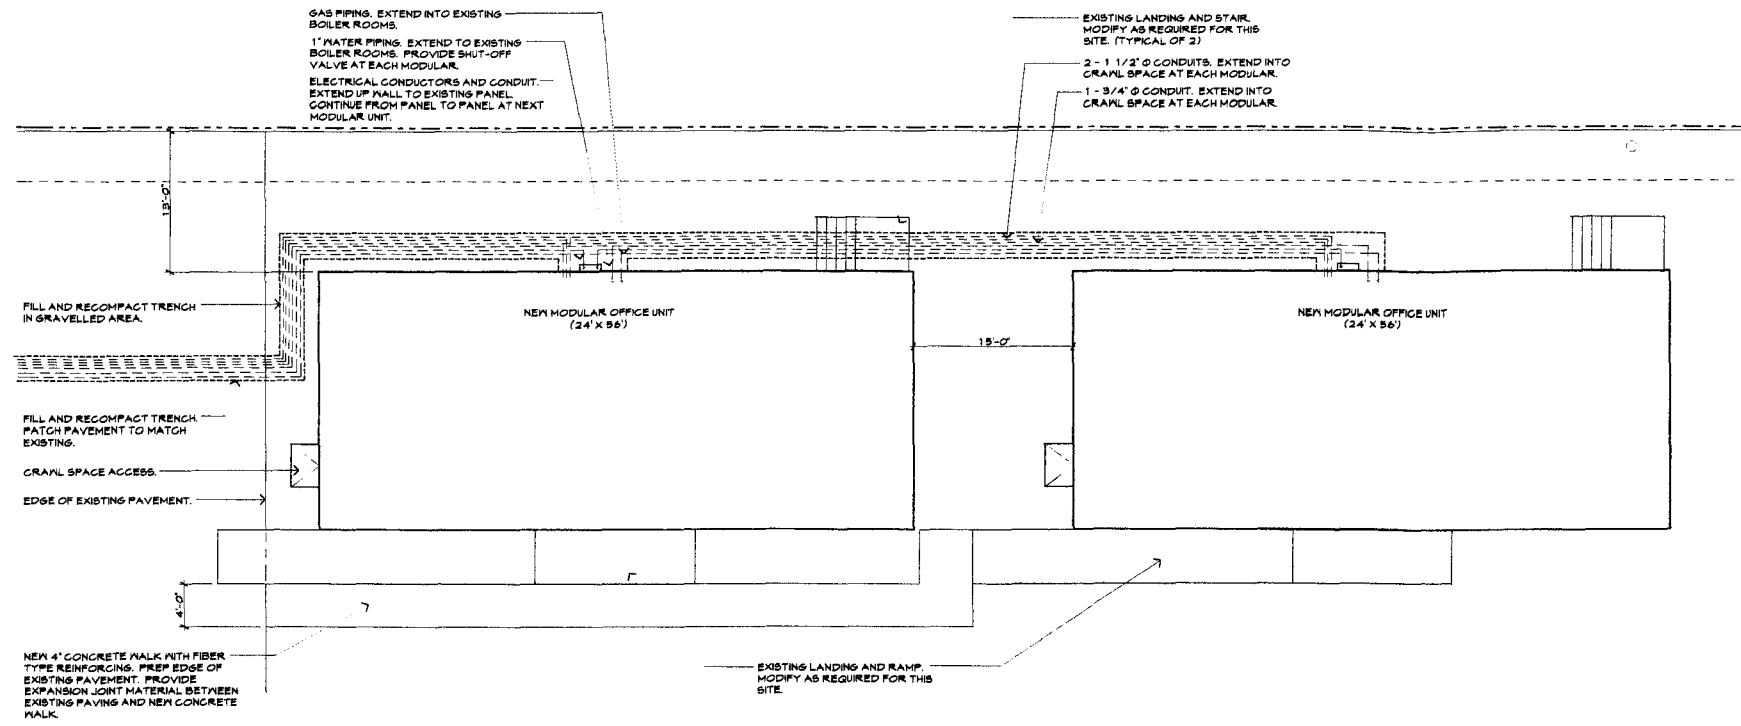 GAS PIPING. EXTEND INTO EXISTING
BOILER ROOMS.
1" WATER PIPING. EXTEND TO EXISTING
BOILER ROOMS. PROVIDE SHUT-OFF
VALVE AT EACH MODULAR.
ELECTRICAL CONDUCTORS AND CONDUIT.
EXTEND UP WALL TO EXISTING PANEL
CONTINUE FROM PANEL TO PANEL AT NEXT
MODULAR UNIT.
EXISTING LANDING AND STAIR.
MODIFY AS REQUIRED FOR THIS
SITE. (TYPICAL OF 2)
2 - 1 1/2" Φ CONDUITS. EXTEND INTO
CRAWL SPACE AT EACH MODULAR.
1 - 3/4" Φ CONDUIT. EXTEND INTO
CRAWL SPACE AT EACH MODULAR.
13'-0"
FILL AND RECOMPACT TRENCH
IN GRAVELLED AREA.
NEW MODULAR OFFICE UNIT
(24' X 56')
15'-0"
NEW MODULAR OFFICE UNIT
(24' X 56')
FILL AND RECOMPACT TRENCH.
PATCH PAVEMENT TO MATCH
EXISTING.
CRAWL SPACE ACCESS.
EDGE OF EXISTING PAVEMENT.
4'-0"
NEW 4" CONCRETE WALK WITH FIBER
TYPE REINFORCING. PREP EDGE OF
EXISTING PAVEMENT. PROVIDE
EXPANSION JOINT MATERIAL BETWEEN
EXISTING PAVING AND NEW CONCRETE
WALK.
EXISTING LANDING AND RAMP.
MODIFY AS REQUIRED FOR THIS
SITE.